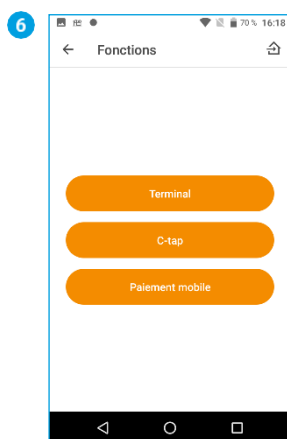 6
70 % 16:18
Fonctions
Terminal
C-tap
Paiement mobile